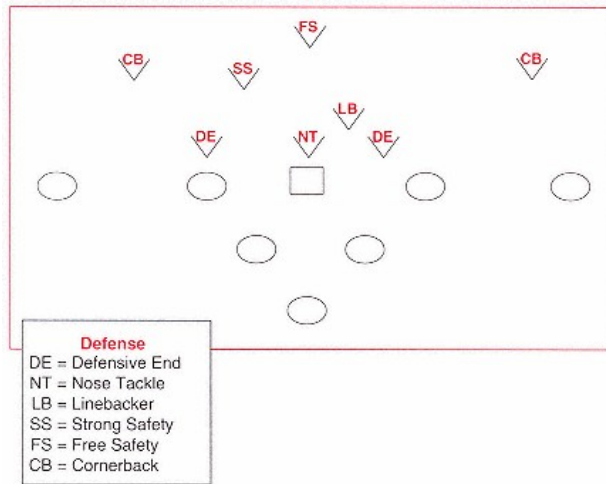 FS
CB
CB
SS
LB
DE
NT
DE
Defense
DE = Defensive End
NT = Nose Tackle
LB = Linebacker
SS = Strong Safety
FS = Free Safety
CB = Cornerback